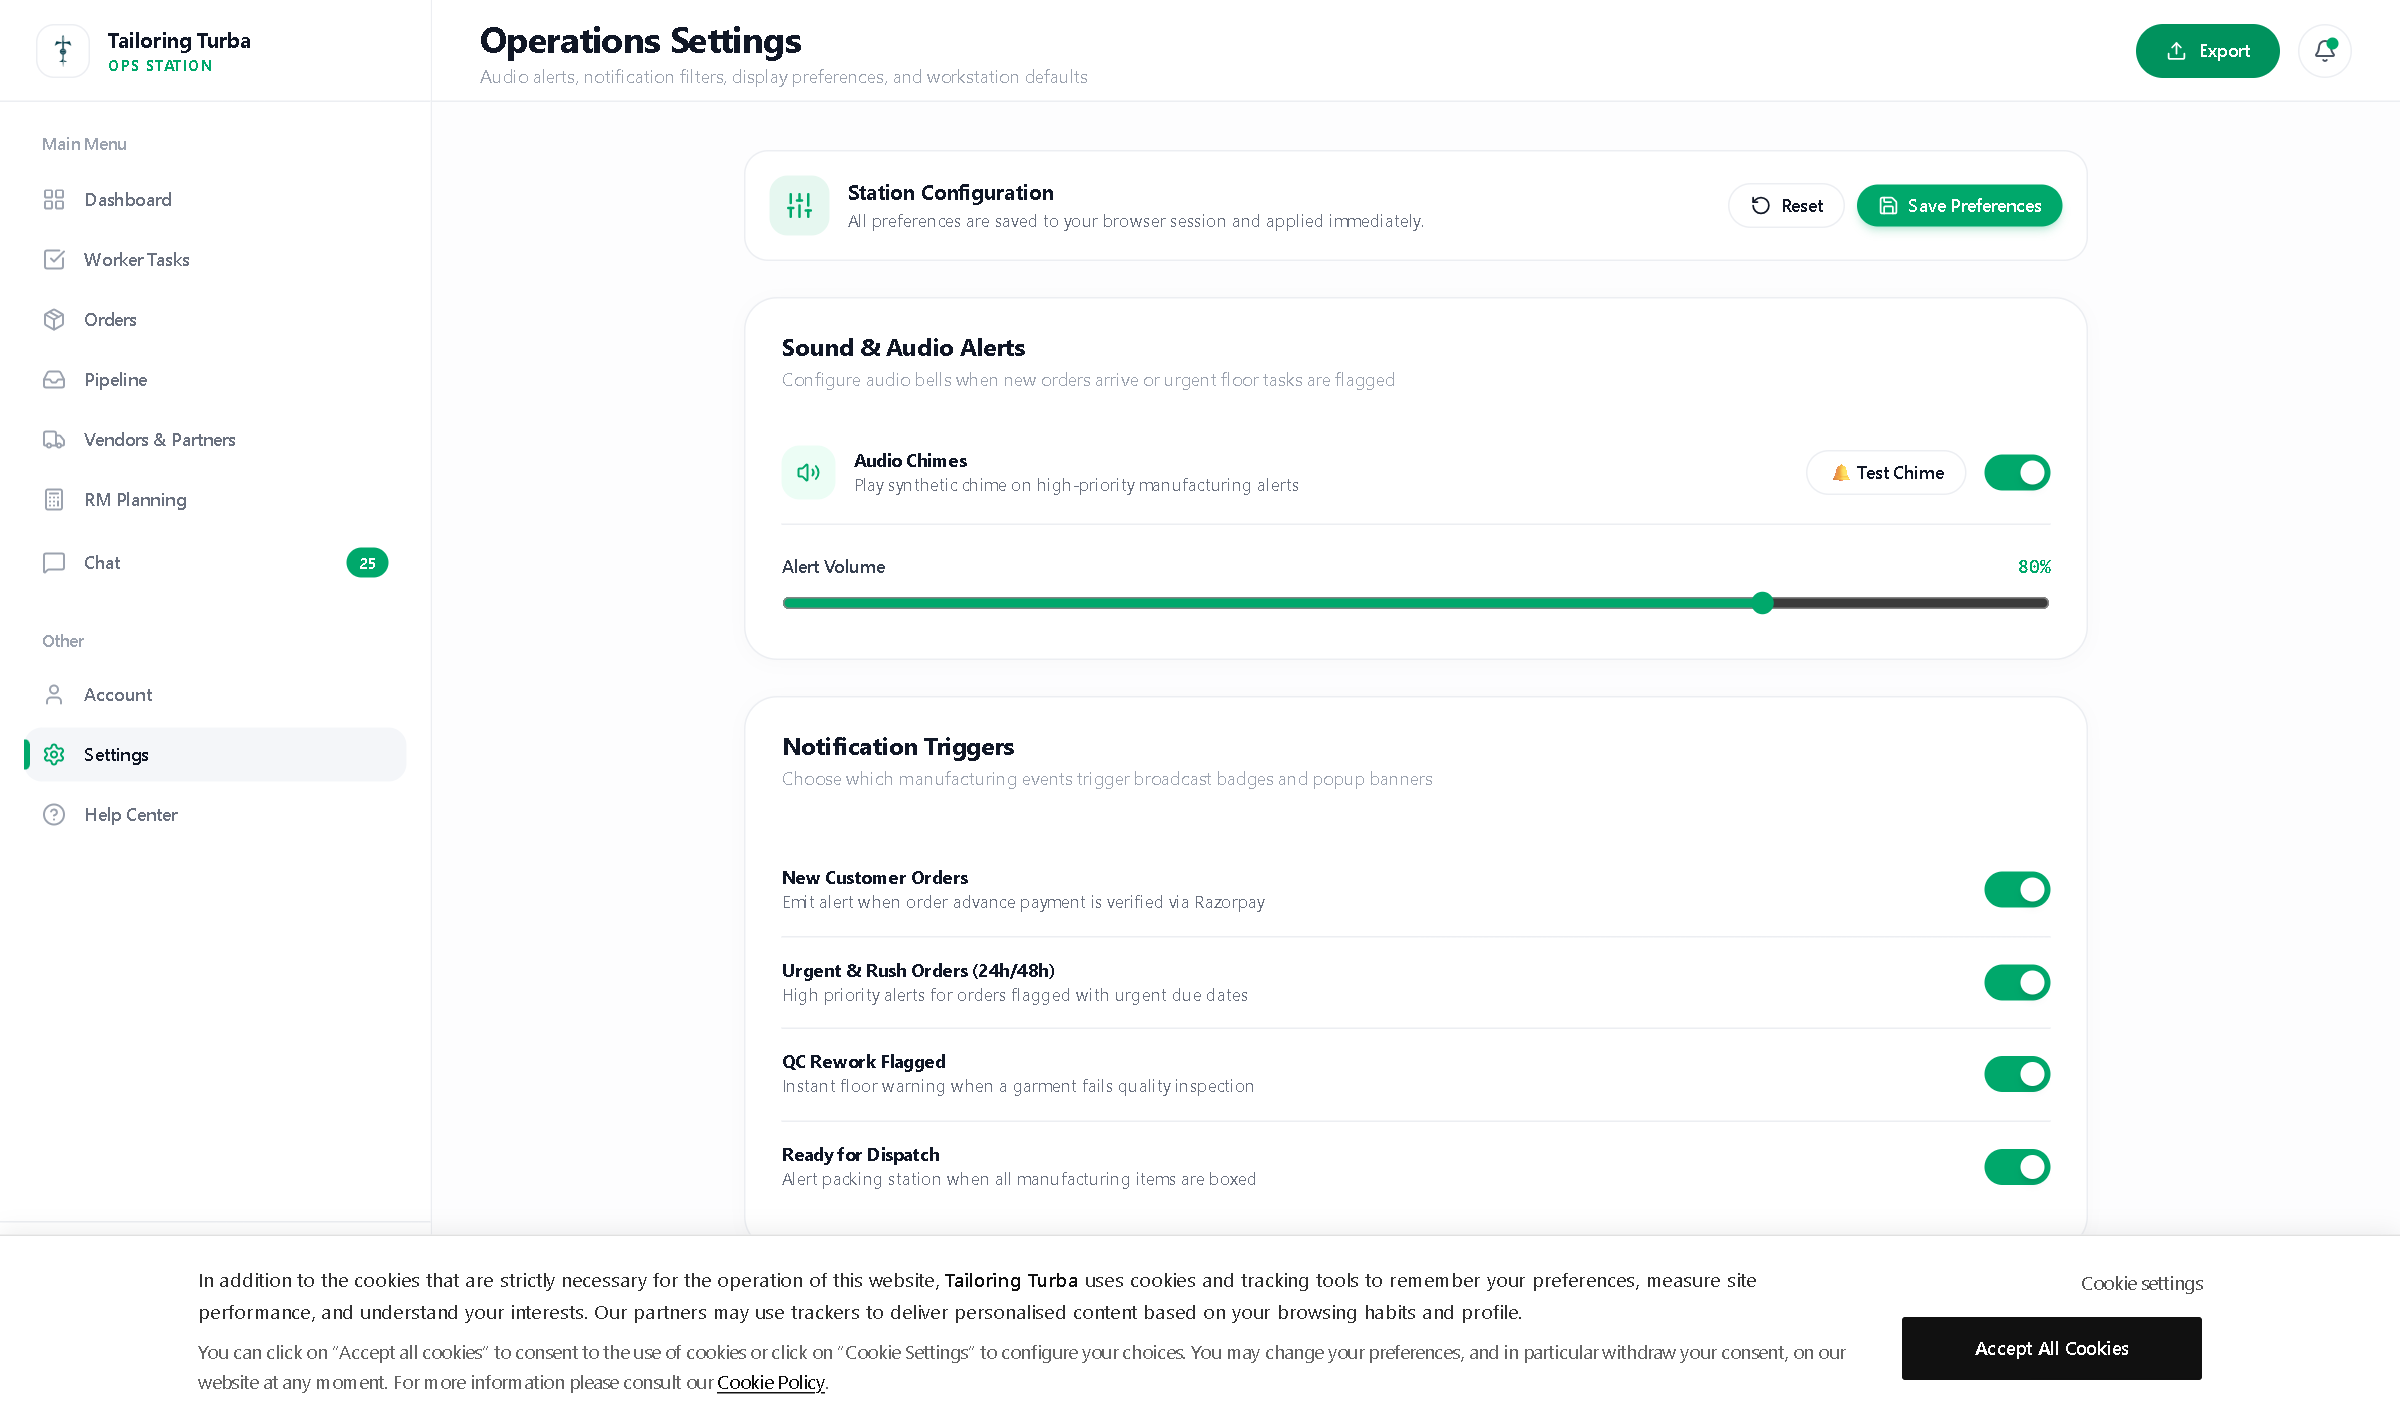 Tailoring Turba
OPS STATION
Main Menu
Dashboard
Worker Tasks
Orders
Pipeline
Vendors & Partners
RM Planning
Chat
25
Other
Account
Settings
Help Center
Operations Settings
Audio alerts, notification filters, display preferences, and workstation defaults
Export
Station Configuration
All preferences are saved to your browser session and applied immediately.
Reset
Save Preferences
Sound & Audio Alerts
Configure audio bells when new orders arrive or urgent floor tasks are flagged
Audio Chimes
Play synthetic chime on high-priority manufacturing alerts
Test Chime
Alert Volume
80%
Notification Triggers
Choose which manufacturing events trigger broadcast badges and popup banners
New Customer Orders
Emit alert when order advance payment is verified via Razorpay
Urgent & Rush Orders (24h/48h)
High priority alerts for orders flagged with urgent due dates
QC Rework Flagged
Instant floor warning when a garment fails quality inspection
Ready for Dispatch
Alert packing station when all manufacturing items are boxed
In addition to the cookies that are strictly necessary for the operation of this website, Tailoring Turba uses cookies and tracking tools to remember your preferences, measure site
performance, and understand your interests. Our partners may use trackers to deliver personalised content based on your browsing habits and profile.
You can click on "Accept all cookies" to consent to the use of cookies or click on "Cookie Settings" to configure your choices. You may change your preferences, and in particular withdraw your consent, on our
website at any moment. For more information please consult our Cookie Policy.
Cookie settings
Accept All Cookies